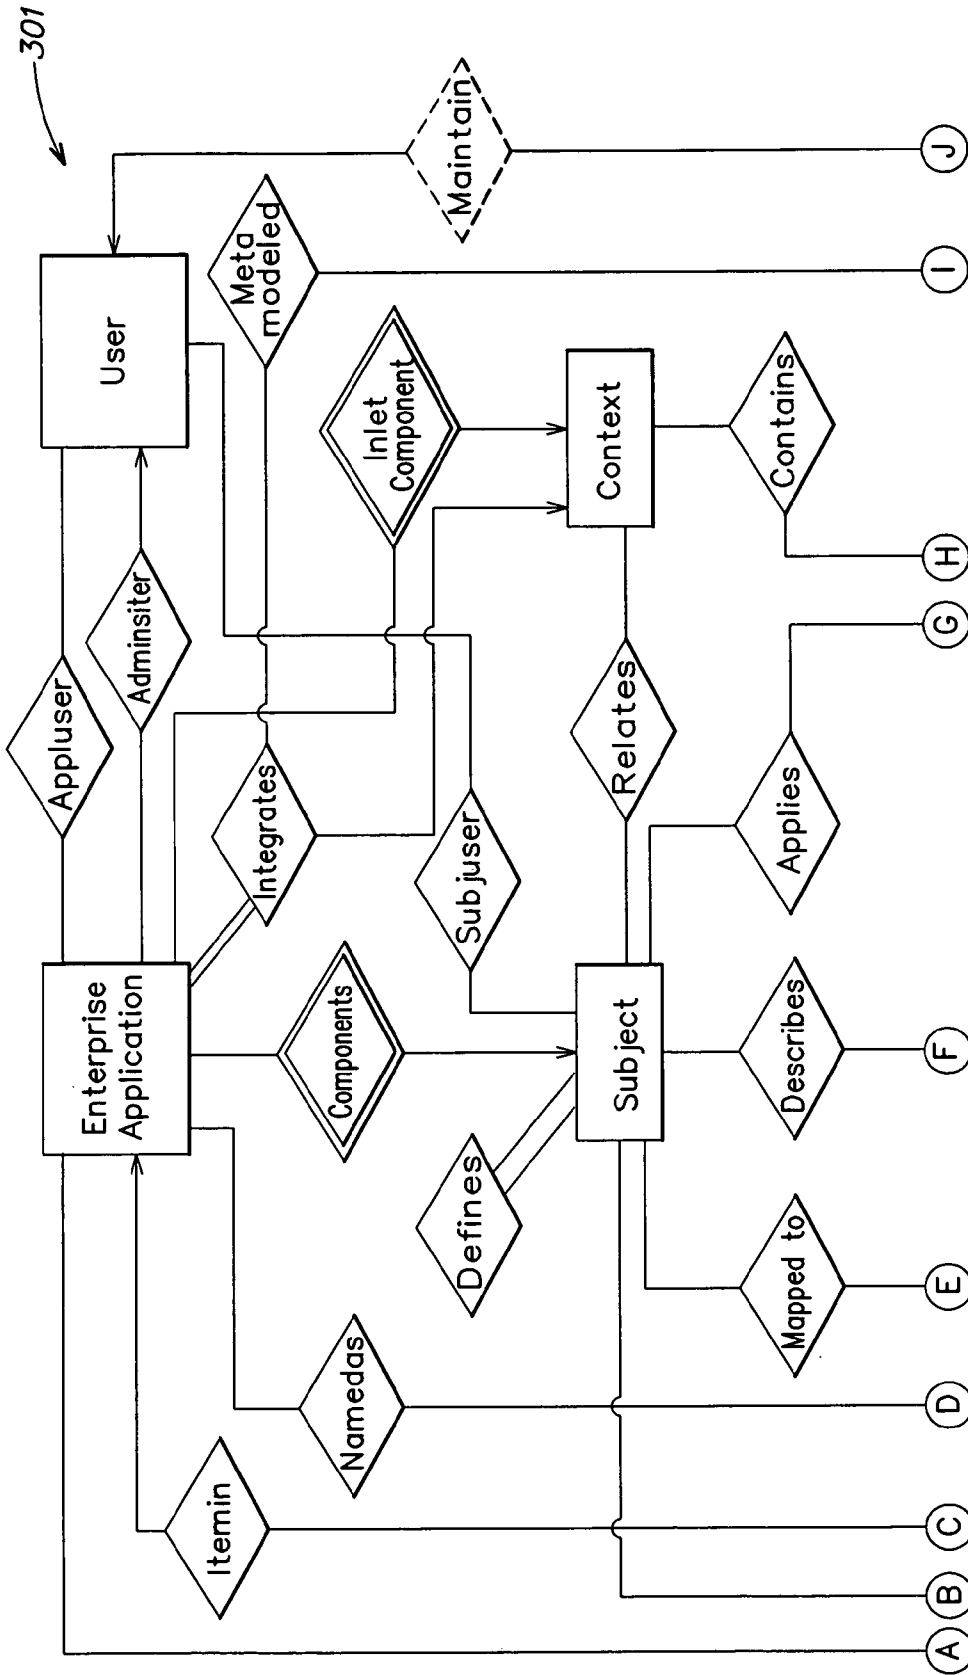 301
Appluser
User
Adminsiter
Enterprise
Application
Itemin
Integrates
Meta
modeled
Maintain
Components
Inlet
Component
Namedas
Subjuser
Defines
Subject
Relates
Context
Mapped to
Describes
Applies
Contains
A
B
C
D
E
F
G
H
I
J